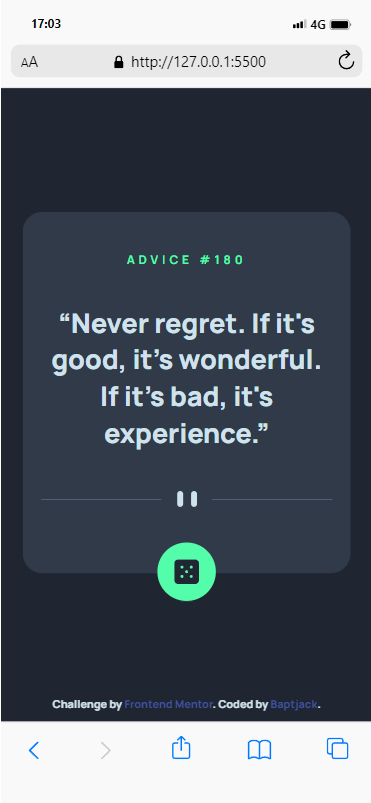 17:03
4G
AA
http://127.0.0.1:5500
ADVICE #180
“Never regret. If it's
good, it’s wonderful.
If it’s bad, it's
experience.”
Challenge by Frontend Mentor. Coded by Baptjack.